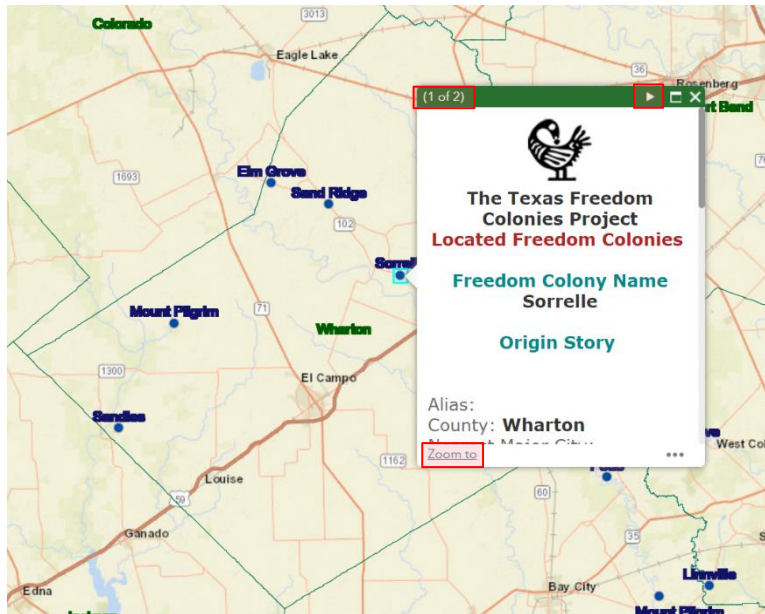 Colorado
3013
Eagle Lake
36
Rosenberg
(1 of 2)
rt Bend
1693
Elm Grove
Sand Ridge
102
The Texas Freedom
Colonies Project
Located Freedom Colonies
Freedom Colony Name
Sorrelle
Origin Story
Alias:
County: Wharton
Zoom to
Mount Pilgrim
71
Wharton
1300
El Campo
Sandies
1162
West Col
Louise
59
60
Ganado
35
Edna
Bay City
Linnville
Mount Pilgrim